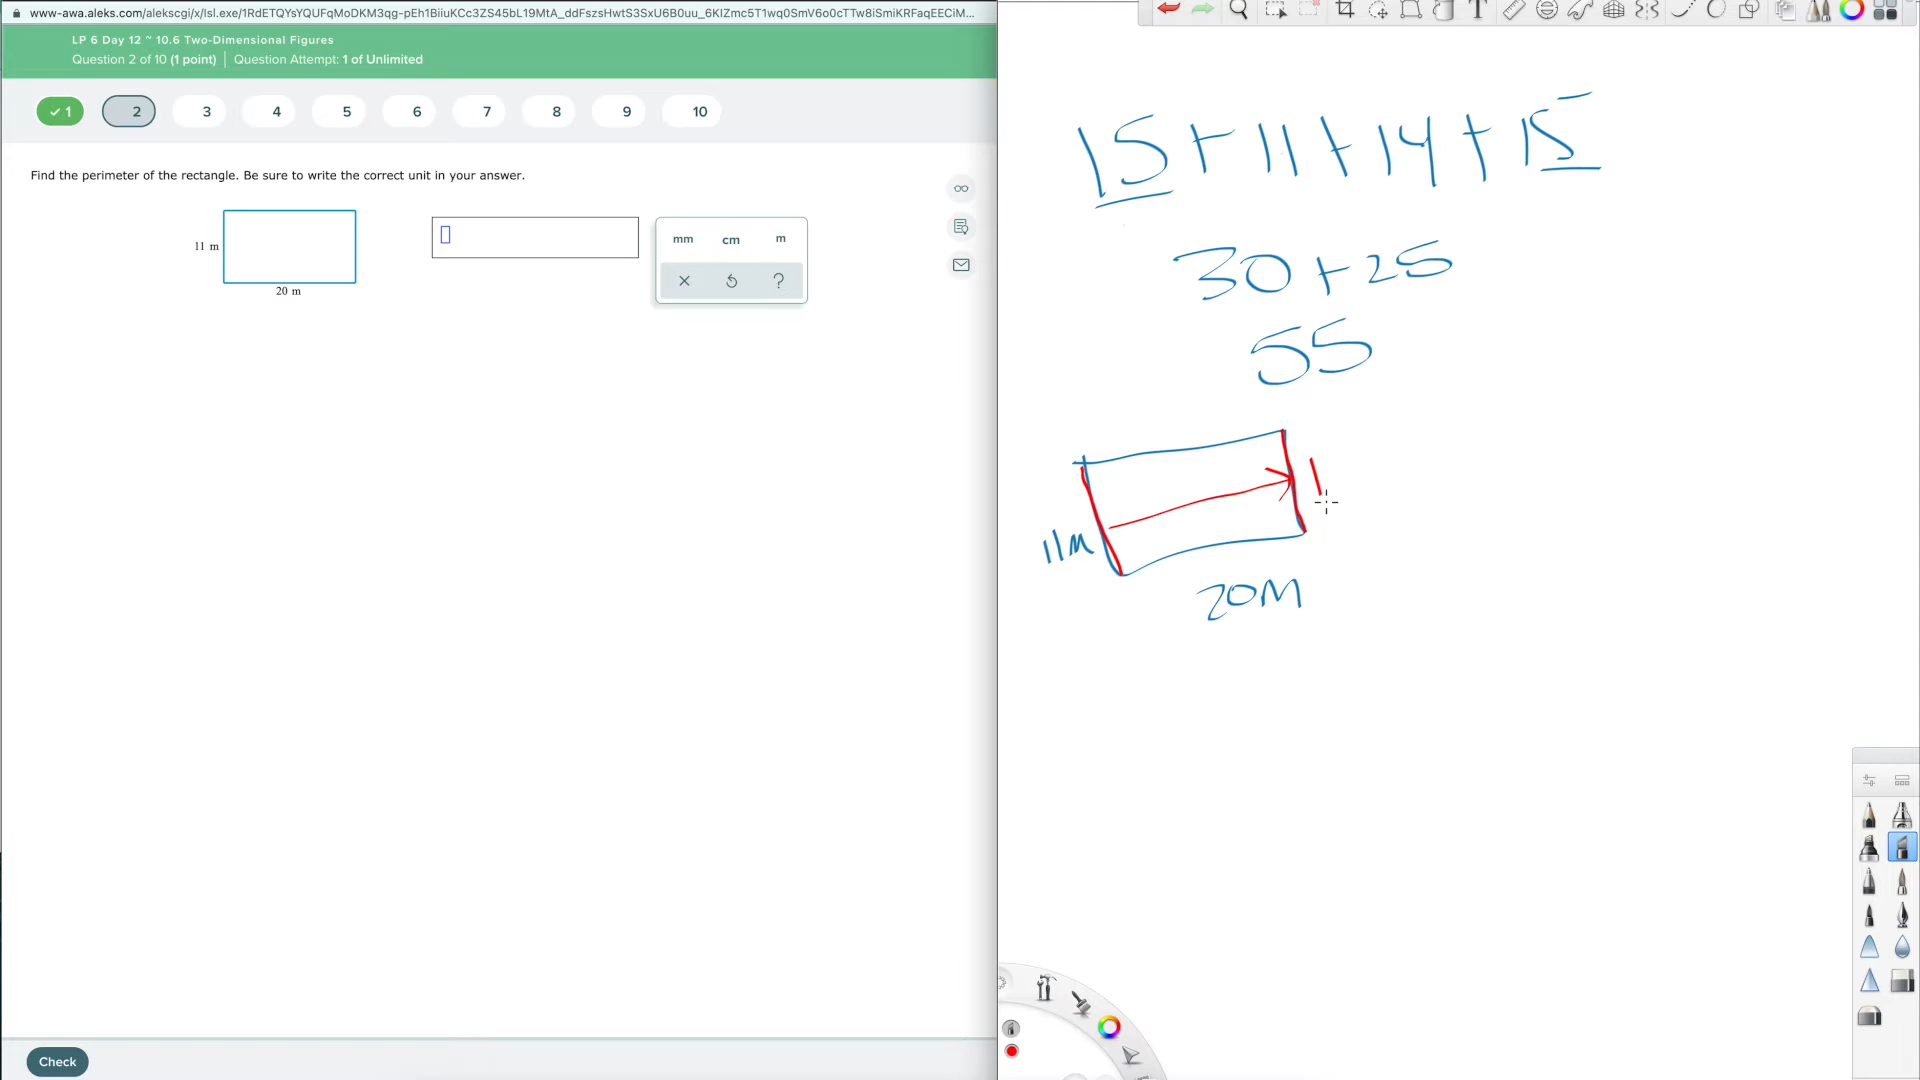 www-awa.aleks.com/alekscgi/x/lsl.exe/1RdETQYsYQUFqMoDKM3qg-pEh1BiiuKCc3ZS45bL19MtA_ddFszsHwtS3SxU6B0uu_6KIZmc5T1wq0SmV6o0cTTw8iSmiKRFaqEECiM...
LP 6 Day 12 ~ 10.6 Two-Dimensional Figures
Question 2 of 10 (1 point) | Question Attempt: 1 of Unlimited
1 2 3 4 5 6 7 8 9 10
Find the perimeter of the rectangle. Be sure to write the correct unit in your answer.
11 m
20 m
mm cm m
?
Check
15+11+14+15
30+25
55
11M
20M